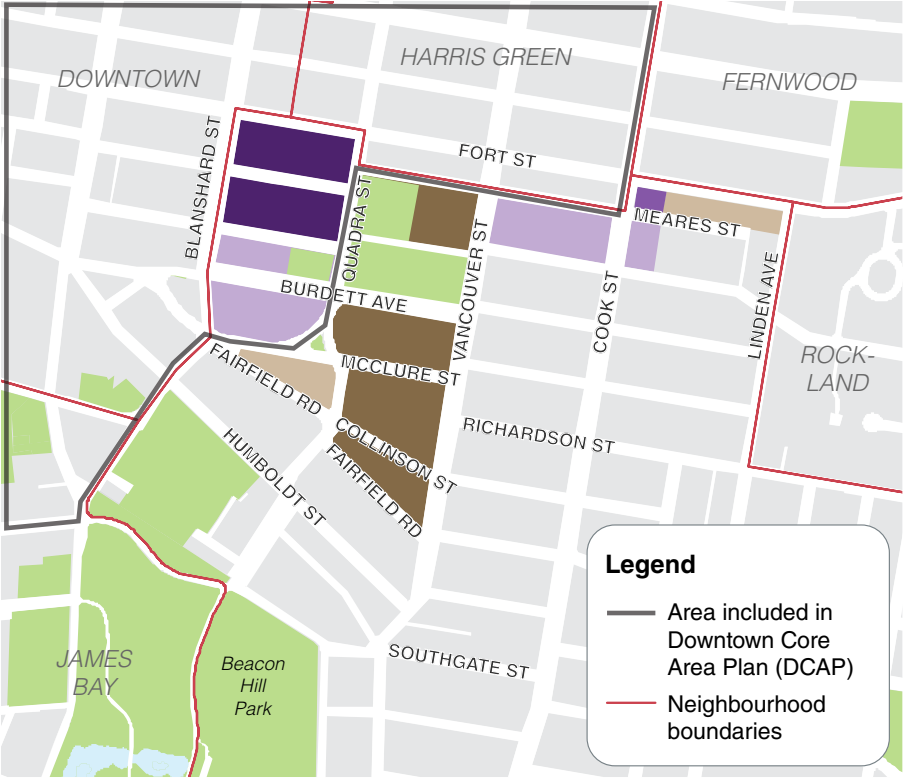 HARRIS GREEN
DOWNTOWN
FERNWOOD
BLANSHARD ST
FORT ST
QUADRA ST
MEARES ST
VANCOUVER ST
BURDETT AVE
COOK ST
LINDEN AVE
FAIRFIELD RD
MCCLURE ST
ROCK-
LAND
COLLINSON ST
RICHARDSON ST
HUMBOLDT ST
FAIRFIELD RD
JAMES
BAY
Beacon
Hill
Park
SOUTHGATE ST
Legend
Area included in
Downtown Core
Area Plan (DCAP)
Neighbourhood
boundaries